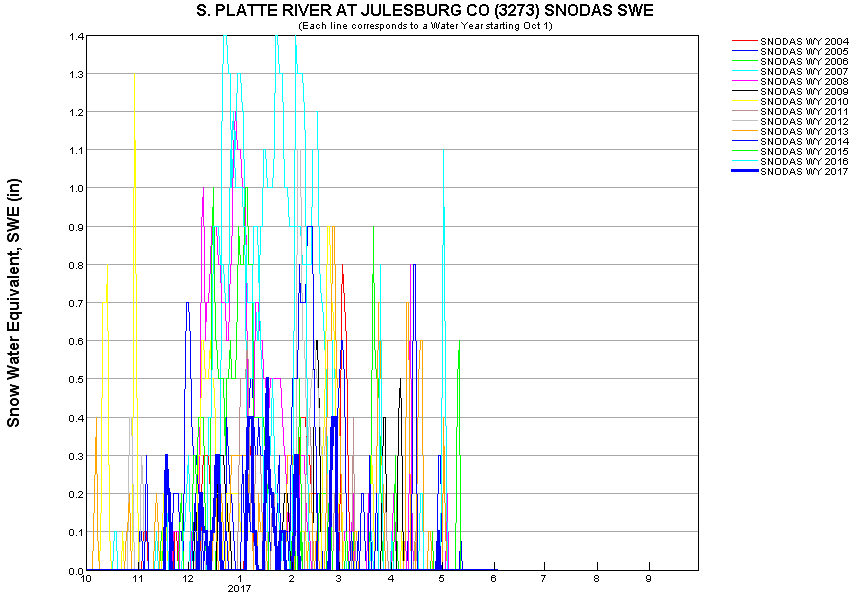 S. PLATTE RIVER AT JULESBURG CO (3273) SNODAS SWE
(Each line corresponds to a Water Year starting Oct 1)
Snow Water Equivalent, SWE (in)
1.4
1.3
1.2
1.1
1.0
0.9
0.8
0.7
0.6
0.5
0.4
0.3
0.2
0.1
0.0
10 11 12 1 2 3 4 5 6 7 8 9
2017
SNODAS WY 2004
SNODAS WY 2005
SNODAS WY 2006
SNODAS WY 2007
SNODAS WY 2008
SNODAS WY 2009
SNODAS WY 2010
SNODAS WY 2011
SNODAS WY 2012
SNODAS WY 2013
SNODAS WY 2014
SNODAS WY 2015
SNODAS WY 2016
SNODAS WY 2017